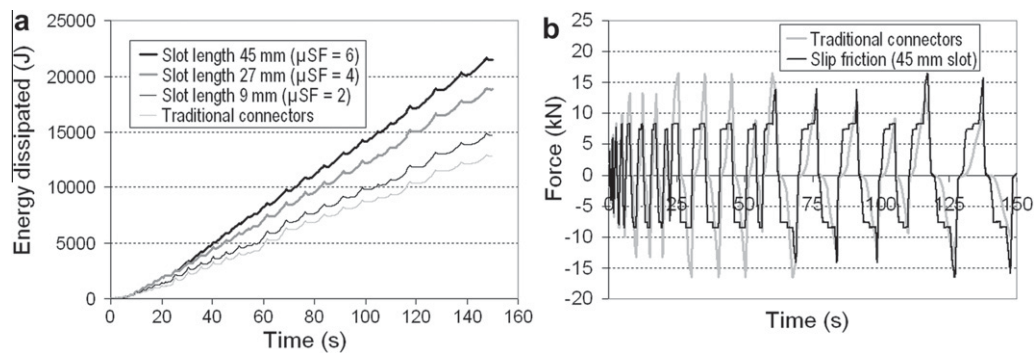 a
25000
20000
15000
10000
5000
0
Energy dissipated (J)
Slot length 45 mm (µSF = 6)
Slot length 27 mm (µSF = 4)
Slot length 9 mm (µSF = 2)
Traditional connectors
0 20 40 60 80 100 120 140 160
Time (s)
b
25
20
15
10
5
0
-5
-10
-15
-20
Force (kN)
Traditional connectors
Slip friction (45 mm slot)
0 25 50 75 100 125 150
Time (s)